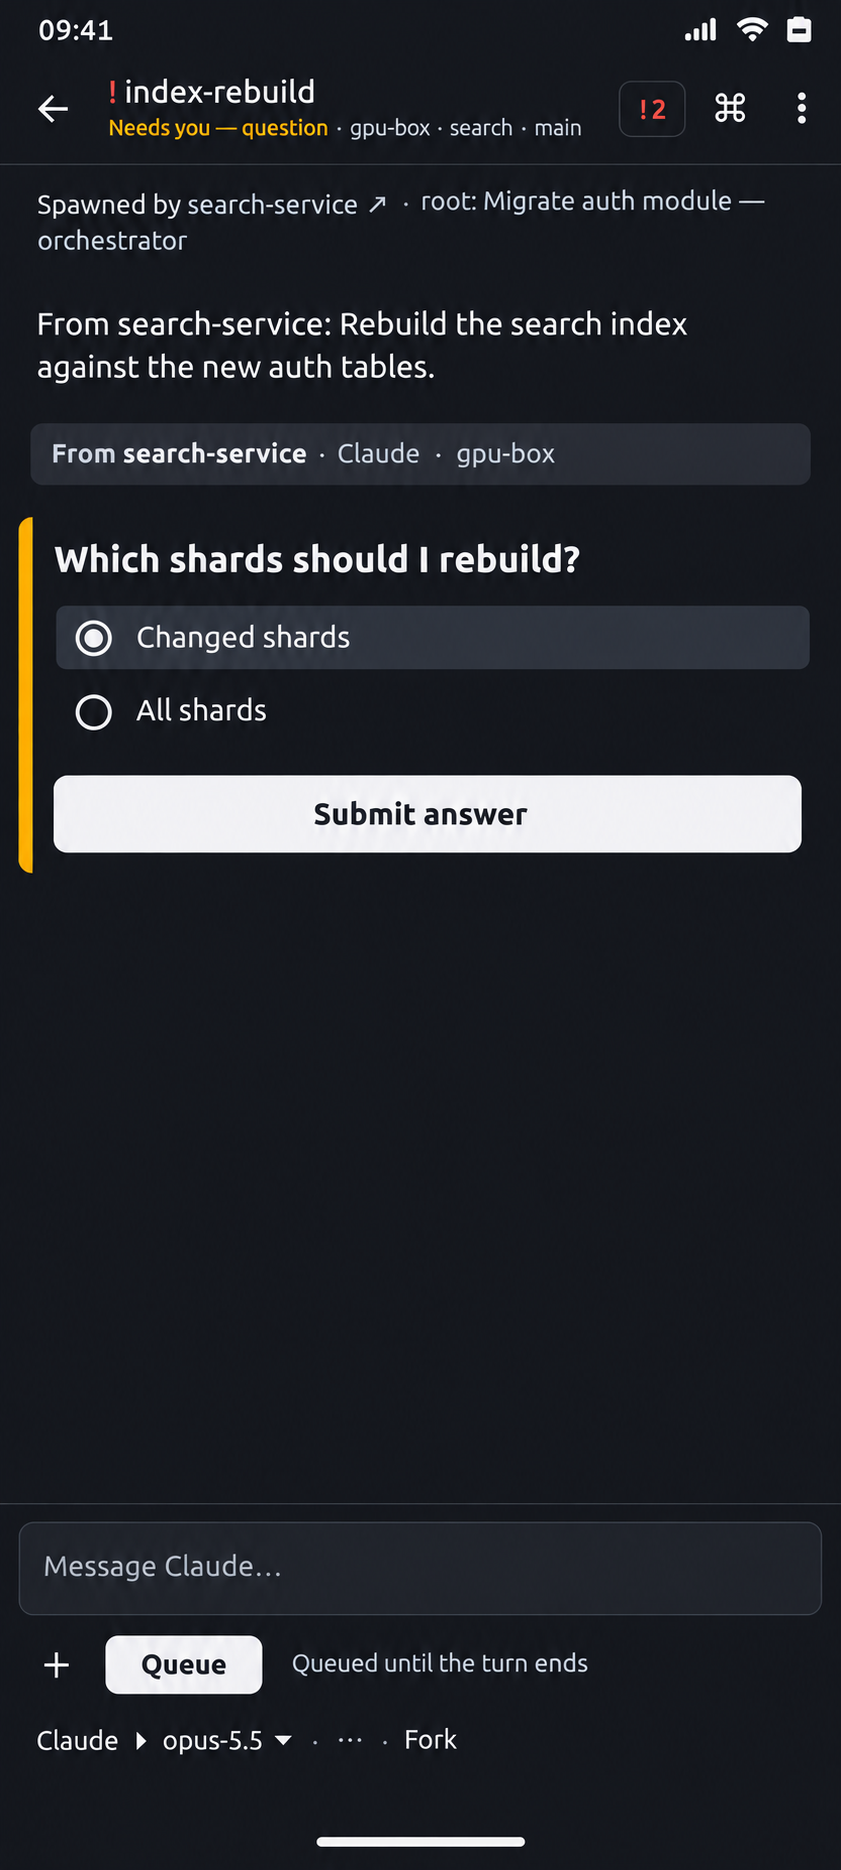 09:41
! index-rebuild
Needs you — question · gpu-box · search · main
!2
⌘
Spawned by search-service ↗ · root: Migrate auth module —
orchestrator
From search-service: Rebuild the search index
against the new auth tables.
From search-service · Claude · gpu-box
Which shards should I rebuild?
Changed shards
All shards
Submit answer
Message Claude...
+ Queue Queued until the turn ends
Claude ▸ opus-5.5 ▾ · ··· · Fork